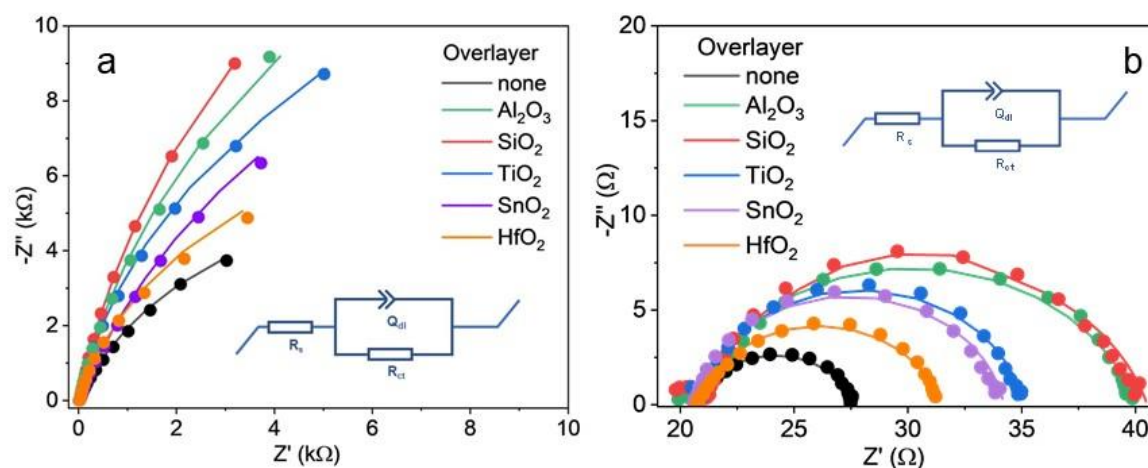 a
10
8
6
4
2
0
-Z" (kΩ)
0
2
4
6
8
10
Z' (kΩ)
Overlayer
none
Al₂O₃
SiO₂
TiO₂
SnO₂
HfO₂
Qdl
Rs
Rct
b
20
15
10
5
0
-Z" (Ω)
20
25
30
35
40
Z' (Ω)
Overlayer
none
Al₂O₃
SiO₂
TiO₂
SnO₂
HfO₂
Qdl
Rs
Rct